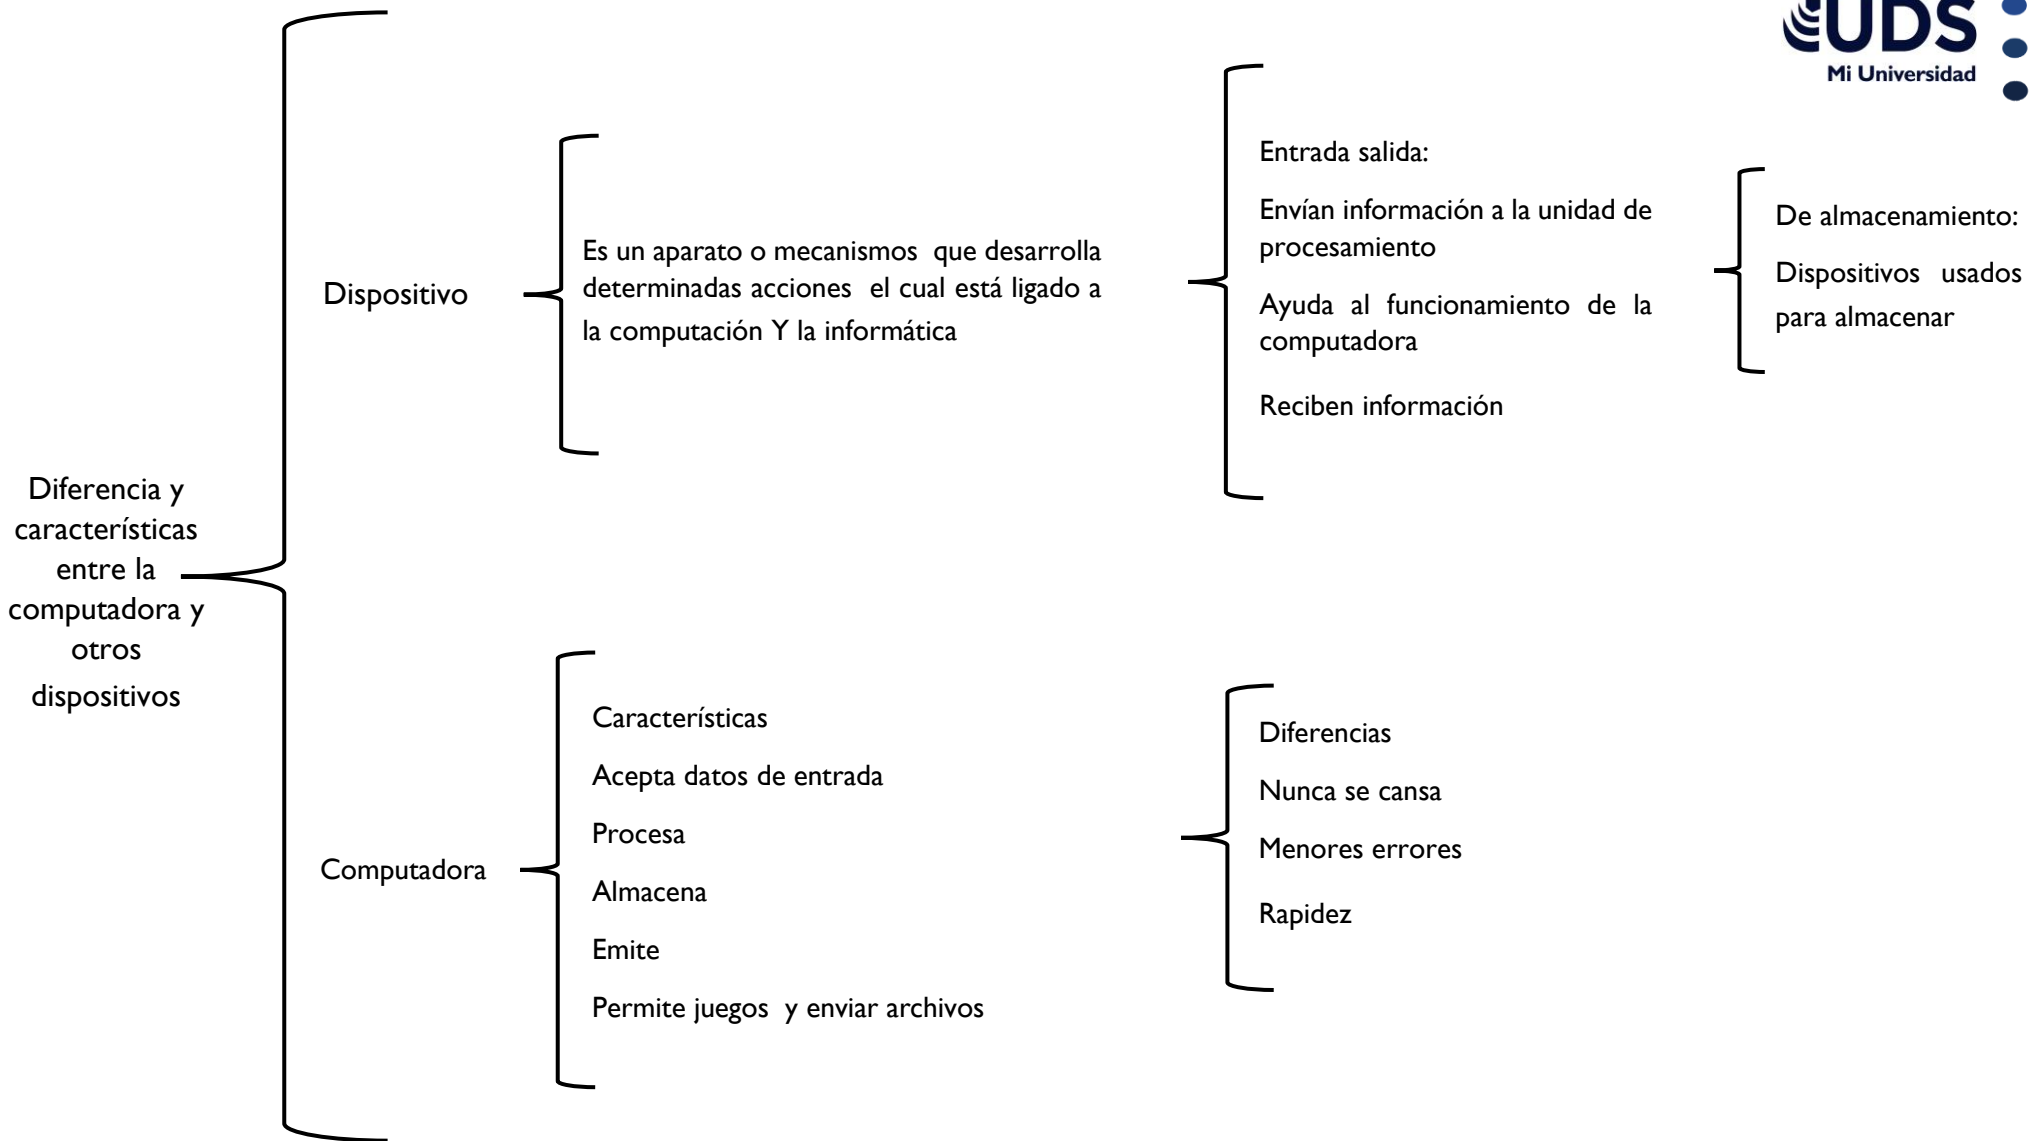 UDS
Mi Universidad
Diferencia y
característícas
entre la
computadora y
otros
dispositivos
Dispositivo
Es un aparato o mecanismos que desarrolla
determinadas acciones el cual está ligado a
la computación Y la informática
Entrada salida:
Envían información a la unidad de
procesamiento
Ayuda al funcionamiento de la
computadora
Reciben información
De almacenamiento:
Dispositivos usados
para almacenar
Computadora
Característícas
Acepta datos de entrada
Procesa
Almacena
Emite
Permite juegos y enviar archivos
Diferencias
Nunca se cansa
Menores errores
Rapidez